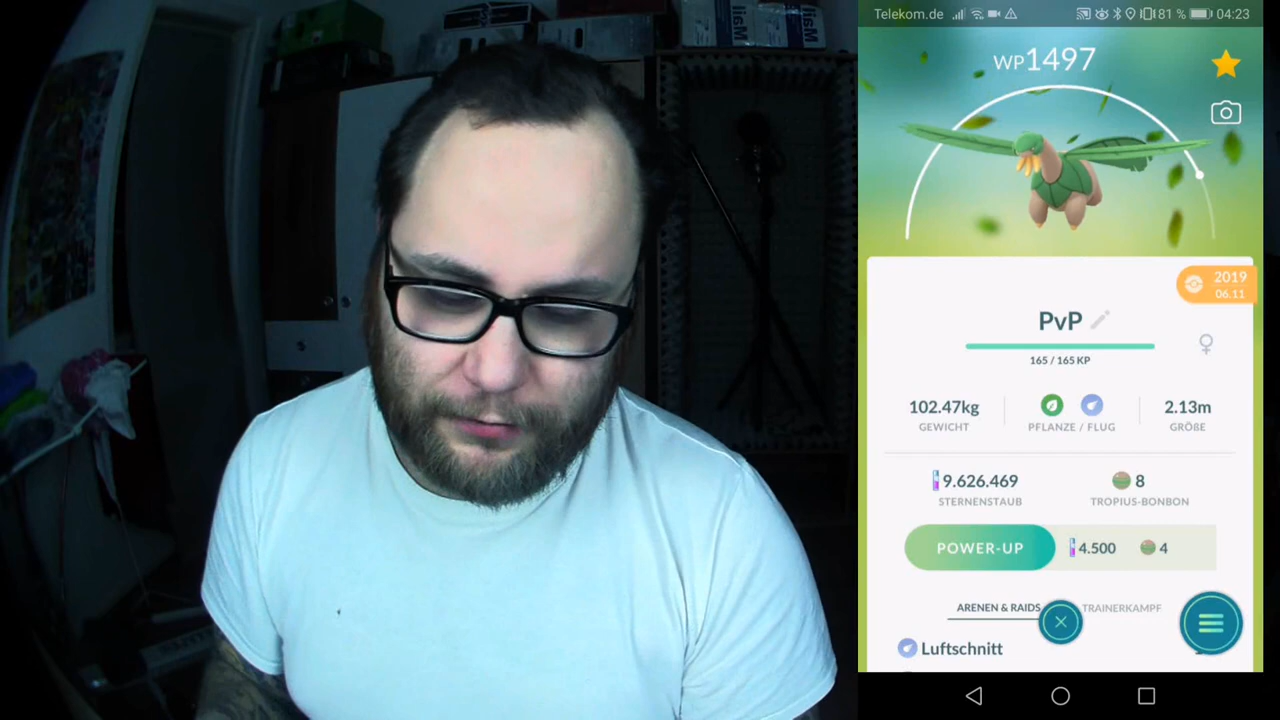 Mall
Telekom.de 81 % 04:23
WP1497
2019
06.11
PvP
165 / 165 KP
102.47kg 2.13m
GEWICHT PFLANZE / FLUG GRÖßE
9.626.469 8
STERNENSTAUB TROPIUS-BONBON
POWER-UP 4.500 4
ARENEN & RAIDS TRAINERKAMPF
Luftschnitt